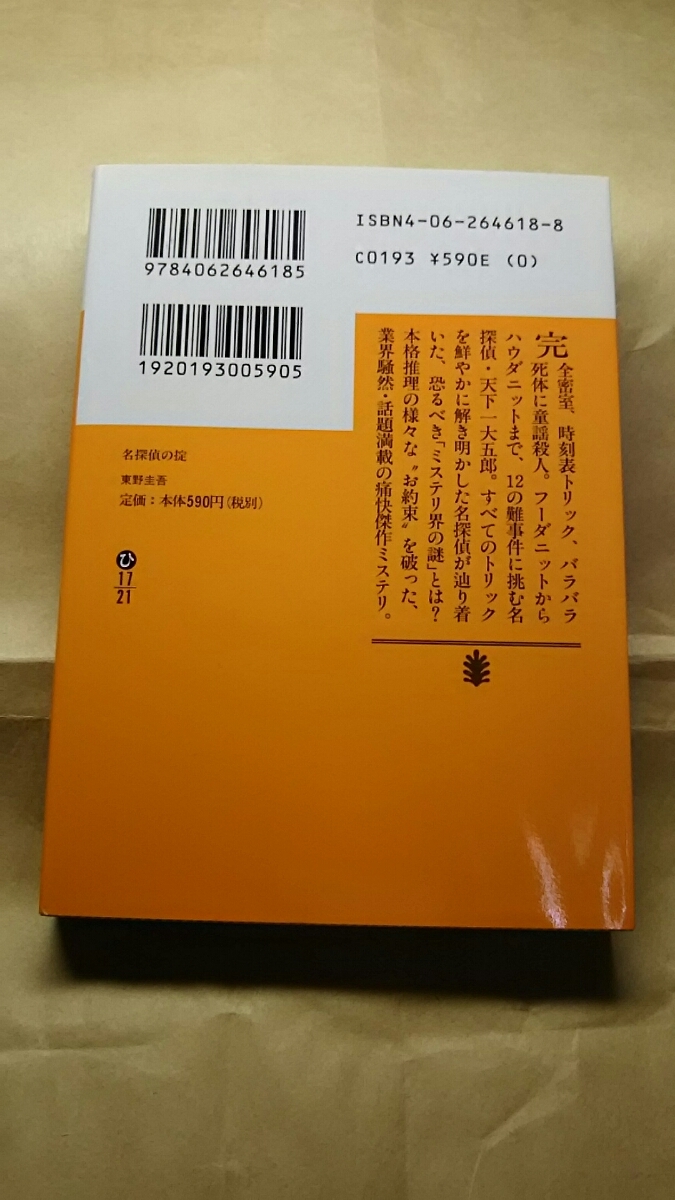 ISBN4-06-264618-8
C0193 ¥590E (0)
9784062646185
1920193005905
名探偵の掟
東野圭吾
定価:本体590円(税別)
ひ
17
21
完全密室、時刻表トリック、バラバラ
死体に童謡殺人。フーダニットから
ハウダニットまで、12の難事件に挑む名
探偵・天下一大五郎。すべてのトリック
を鮮やかに解き明かした名探偵が辿り着
いた、恐るべき「ミステリ界の謎」とは?
本格推理の様々な〝お約束〟を破った、
業界騒然・話題満載の痛快傑作ミステリ。